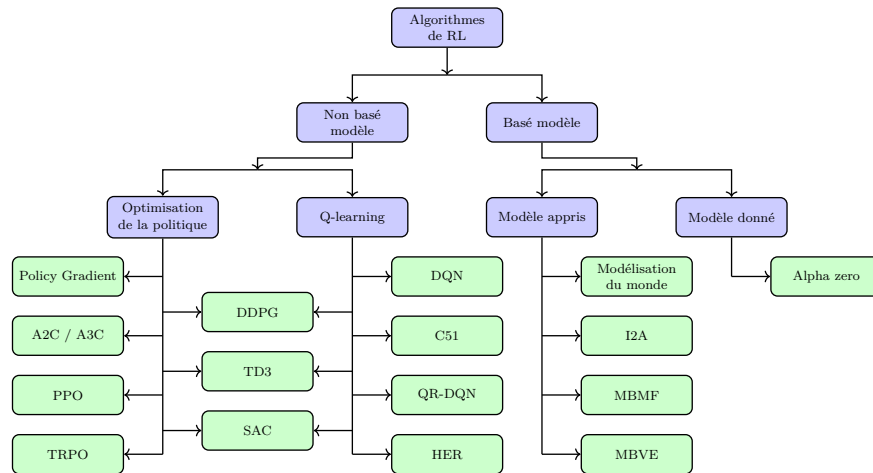 Algorithmes
de RL
Non basé
modèle
Basé modèle
Optimisation
de la politique
Q-learning
Modèle appris
Modèle donné
Policy Gradient
DQN
Modélisation
du monde
Alpha zero
DDPG
A2C / A3C
C51
I2A
TD3
PPO
QR-DQN
MBMF
SAC
TRPO
HER
MBVE